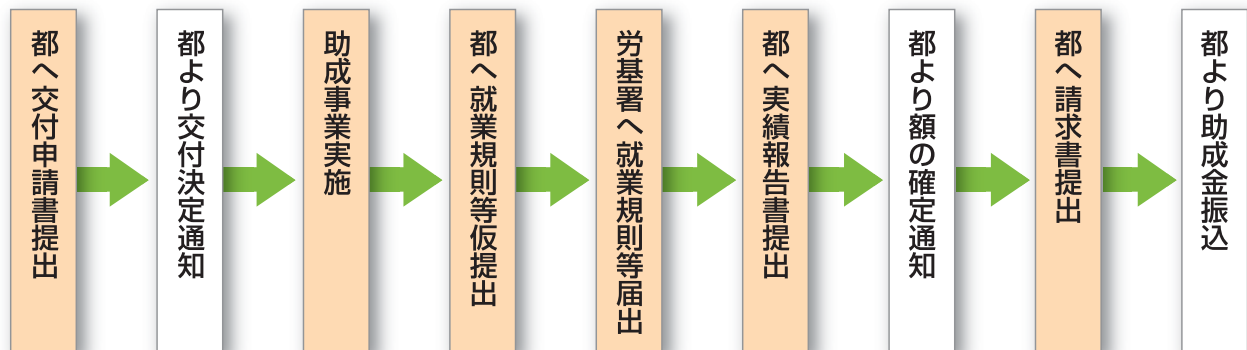 都へ交付申請書提出
都より交付決定通知
助成事業実施
都へ就業規則等仮提出
労基署へ就業規則等届出
都へ実績報告書提出
都より額の確定通知
都へ請求書提出
都より助成金振込